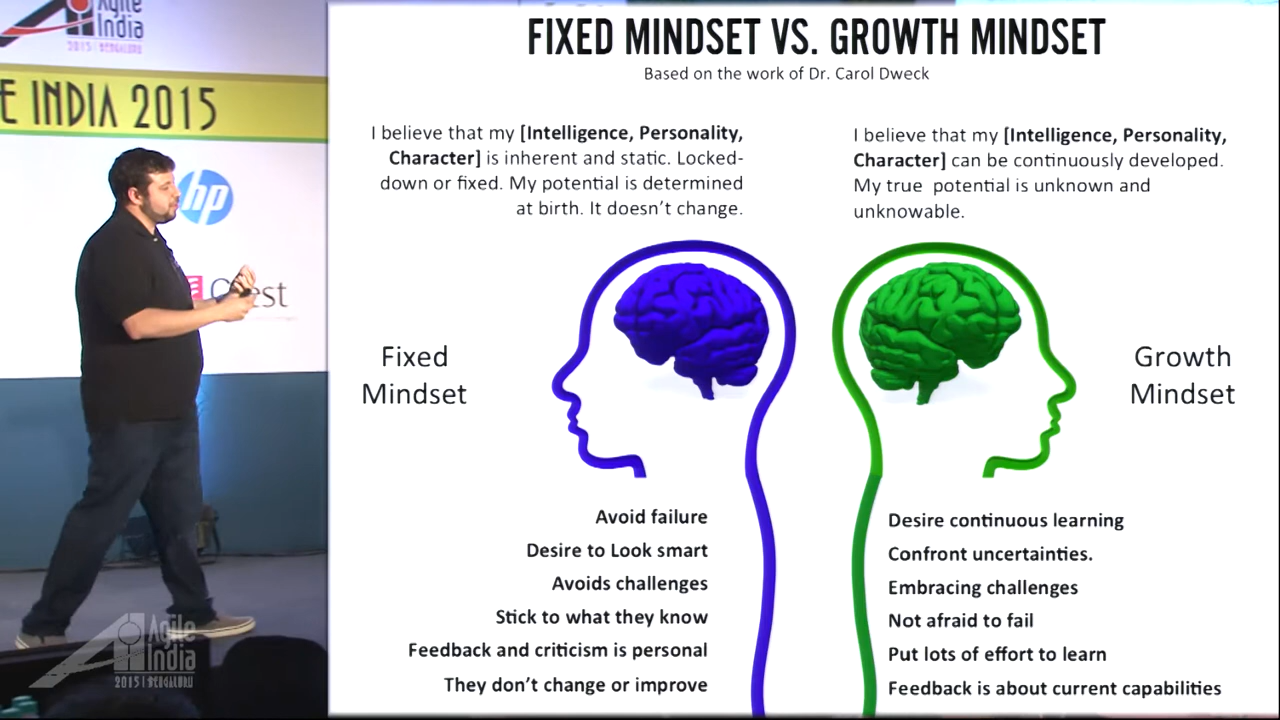 Agile
India
2015 | BENGALURU
E INDIA 2015
hp
FIXED MINDSET VS. GROWTH MINDSET
Based on the work of Dr. Carol Dweck
I believe that my [Intelligence, Personality,
Character] is inherent and static. Locked-
down or fixed. My potential is determined
at birth. It doesn’t change.
I believe that my [Intelligence, Personality,
Character] can be continuously developed.
My true  potential is unknown and
unknowable.
Fixed
Mindset
Growth
Mindset
Avoid failure
Desire to Look smart
Avoids challenges
Stick to what they know
Feedback and criticism is personal
They don’t change or improve
Desire continuous learning
Confront uncertainties.
Embracing challenges
Not afraid to fail
Put lots of effort to learn
Feedback is about current capabilities
Agile
India
2015 | BENGALURU